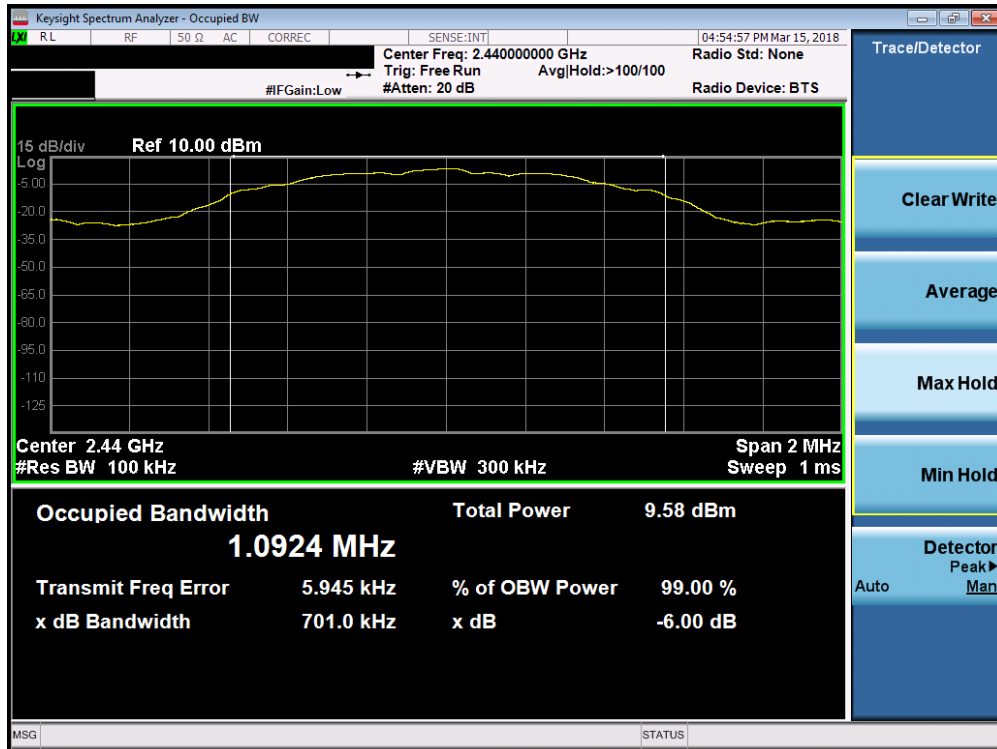 Keysight Spectrum Analyzer - Occupied BW
LXI RL RF 50 Ω AC CORREC SENSE:INT 04:54:57 PM Mar 15, 2018
Center Freq: 2.440000000 GHz Radio Std: None
Trig: Free Run Avg|Hold:>100/100
#IFGain:Low #Atten: 20 dB Radio Device: BTS
15 dB/div Ref 10.00 dBm
Log
-5.00
-20.0
-35.0
-50.0
-65.0
-80.0
-95.0
-110
-125
Center 2.44 GHz Span 2 MHz
#Res BW 100 kHz #VBW 300 kHz Sweep 1 ms
Occupied Bandwidth Total Power 9.58 dBm
1.0924 MHz
Transmit Freq Error 5.945 kHz % of OBW Power 99.00 %
x dB Bandwidth 701.0 kHz x dB -6.00 dB
Trace/Detector
Clear Write
Average
Max Hold
Min Hold
Detector
Peak▶
Auto Man
MSG STATUS